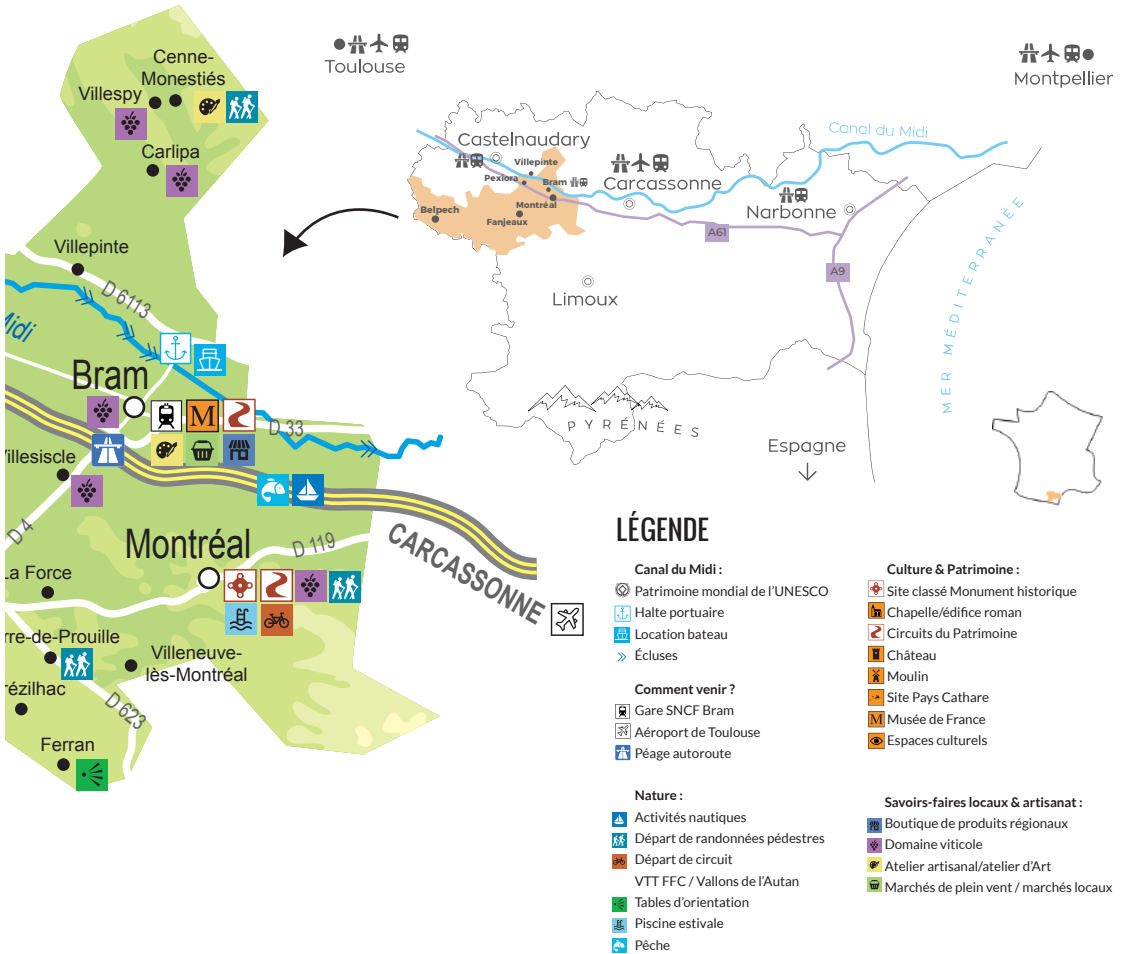 Cenne-
Monestiés
Villespy
Carlipa
Villepinte
D 6113
Midi
Bram
M
D 33
Villesiscle
D 4
Montréal
D 119
CARCASSONNE
La Force
rre-de-Prouille
Villeneuve-
lès-Montréal
rézilhac
D 623
Ferran
Toulouse
Montpellier
Canal du Midi
Castelnaudary
Villepinte
Pexiora
Bram
Carcassonne
Montréal
Belpech
Fanjeaux
Narbonne
A61
A9
Limoux
MER MÉDITERRANÉE
PYRÉNÉES
Espagne
LÉGENDE
Canal du Midi :
Patrimoine mondial de l'UNESCO
Halte portuaire
Location bateau
Écluses
Comment venir ?
Gare SNCF Bram
Aéroport de Toulouse
Péage autoroute
Nature :
Activités nautiques
Départ de randonnées pédestres
Départ de circuit
VTT FFC / Vallons de l'Autan
Tables d'orientation
Piscine estivale
Pêche
Culture & Patrimoine :
Site classé Monument historique
Chapelle/édifice roman
Circuits du Patrimoine
Château
Moulin
Site Pays Cathare
M Musée de France
Espaces culturels
Savoirs-faires locaux & artisanat :
Boutique de produits régionaux
Domaine viticole
Atelier artisanal/atelier d'Art
Marchés de plein vent / marchés locaux